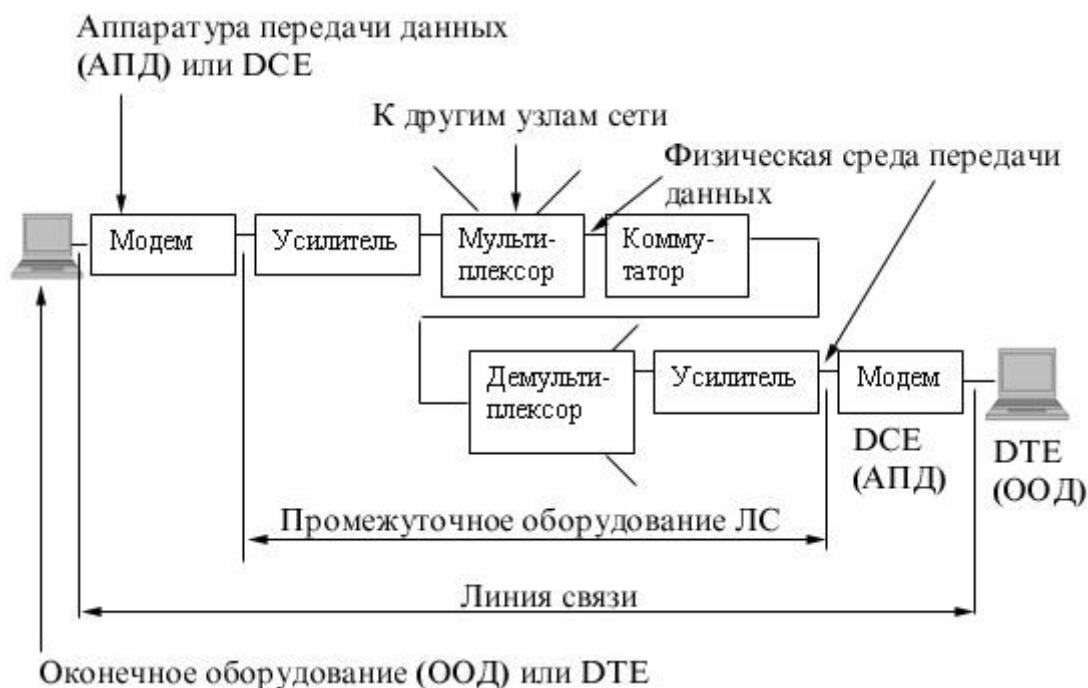 Аппаратура передачи данных
(АПД) или DCE
К другим узлам сети
Физическая среда передачи
данных
Модем
Усилитель
Мульти-
плексор
Комму-
татор
Демульти-
плексор
Усилитель
Модем
DCE
(АПД)
DTE
(ООД)
Промежуточное оборудование ЛС
Линия связи
Оконечное оборудование (ООД) или DTE